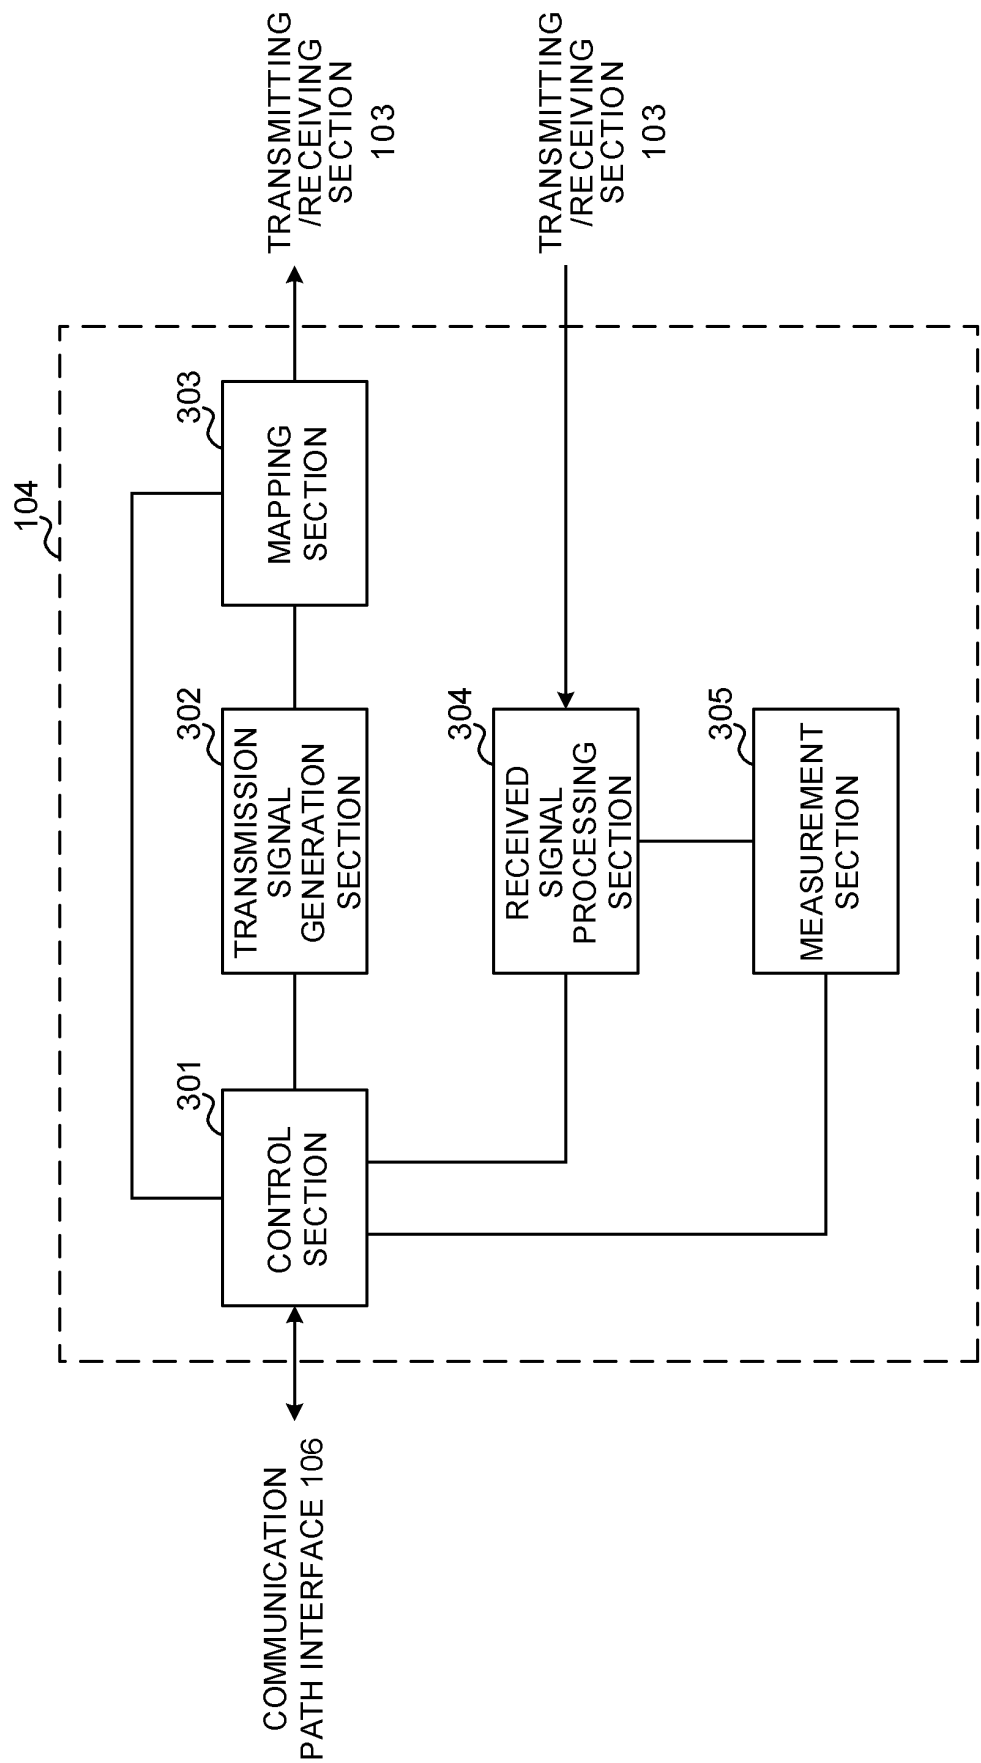 104
303
302
301
TRANSMITTING
/RECEIVING
SECTION
103
MAPPING
SECTION
TRANSMISSION
SIGNAL
GENERATION
SECTION
CONTROL
SECTION
COMMUNICATION
PATH INTERFACE 106
304
TRANSMITTING
/RECEIVING
SECTION
103
RECEIVED
SIGNAL
PROCESSING
SECTION
305
MEASUREMENT
SECTION